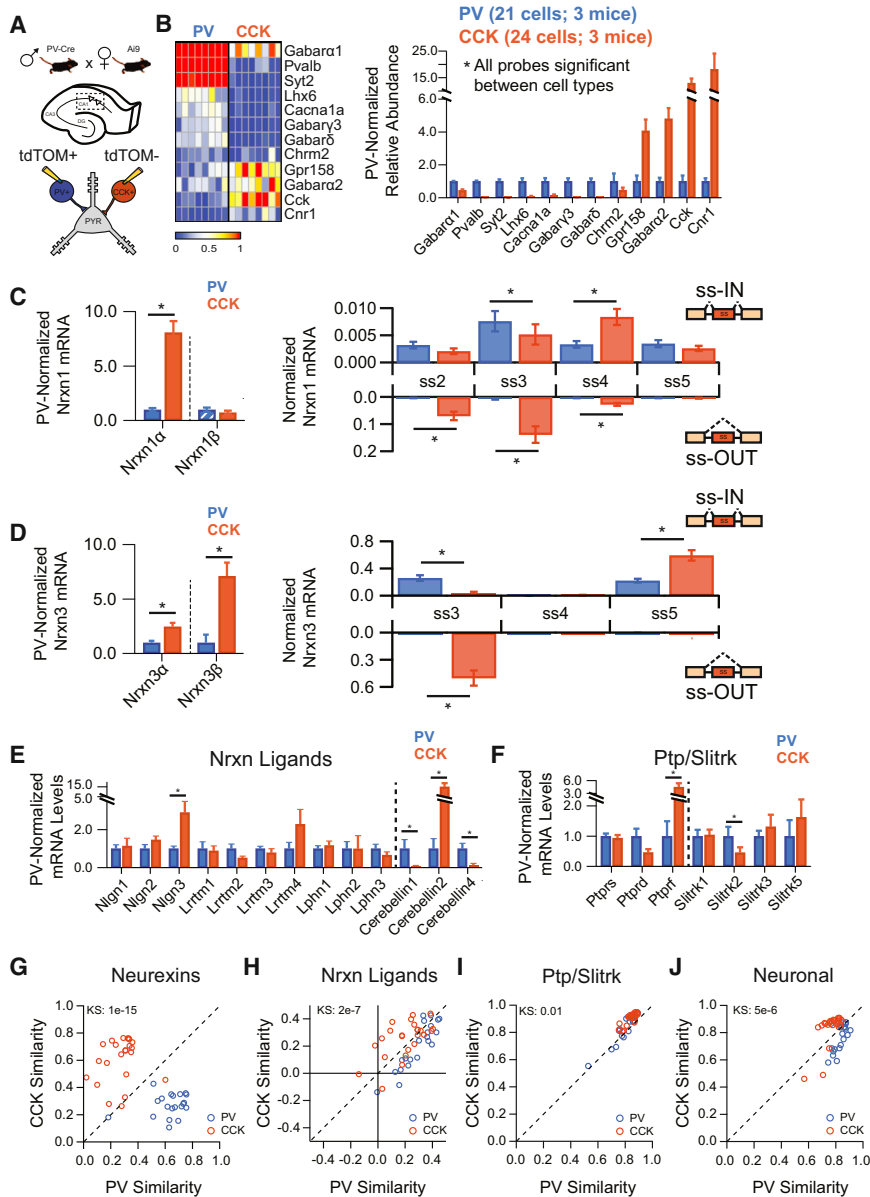 A
♂ PV-Cre x ♀ Ai9
CA1
CA3
DG
tdTOM+ tdTOM-
PV+ CCK+
PYR
B
PV CCK
Gabarα1
Pvalb
Syt2
Lhx6
Cacna1a
Gabarγ3
Gabarδ
Chrm2
Gpr158
Gabarα2
Cck
Cnr1
0 0.5 1
PV (21 cells; 3 mice)
CCK (24 cells; 3 mice)
* All probes significant
between cell types
PV-Normalized
Relative Abundance
25.0
15.0
6.0
4.0
2.0
0.0
Gabarα1 Pvalb Syt2 Lhx6 Cacna1a Gabarγ3 Gabarδ Chrm2 Gpr158 Gabarα2 Cck Cnr1
C
PV
CCK
PV-Normalized
Nrxn1 mRNA
10.0
5.0
0.0
*
Nrxn1α Nrxn1β
Normalized
Nrxn1 mRNA
0.010
0.005
0.000
* *
ss2 ss3 ss4 ss5
0.0
0.1
0.2
* * *
ss-IN
ss
ss
ss-OUT
D
PV
CCK
PV-Normalized
Nrxn3 mRNA
10.0
5.0
0.0
* *
Nrxn3α Nrxn3β
Normalized
Nrxn3 mRNA
0.8
0.4
0.0
* *
ss3 ss4 ss5
0.0
0.3
0.6
*
ss-IN
ss
ss
ss-OUT
E
Nrxn Ligands
PV
CCK
PV-Normalized
mRNA Levels
15.0
5.0
2.0
0.0
* * * *
Nlgn1 Nlgn2 Nlgn3 Lrrtm1 Lrrtm2 Lrrtm3 Lrrtm4 Lphn1 Lphn2 Lphn3 Cerebellin1 Cerebellin2 Cerebellin4
F
Ptp/Slitrk
PV
CCK
PV-Normalized
mRNA Levels
6.0
3.0
2.0
1.0
0.0
* *
Ptprs Ptprd Ptprf Slitrk1 Slitrk2 Slitrk3 Slitrk5
G
Neurexins
KS: 1e-15
CCK Similarity
1.0
0.8
0.6
0.4
0.2
0.0
0.0 0.2 0.4 0.6 0.8 1.0
PV Similarity
PV
CCK
H
Nrxn Ligands
KS: 2e-7
CCK Similarity
0.4
0.2
0.0
-0.2
-0.4
-0.4 -0.2 0.0 0.2 0.4
PV Similarity
PV
CCK
I
Ptp/Slitrk
KS: 0.01
CCK Similarity
1.0
0.8
0.6
0.4
0.2
0.0
0.0 0.2 0.4 0.6 0.8 1.0
PV Similarity
PV
CCK
J
Neuronal
KS: 5e-6
CCK Similarity
1.0
0.8
0.6
0.4
0.2
0.0
0.0 0.2 0.4 0.6 0.8 1.0
PV Similarity
PV
CCK